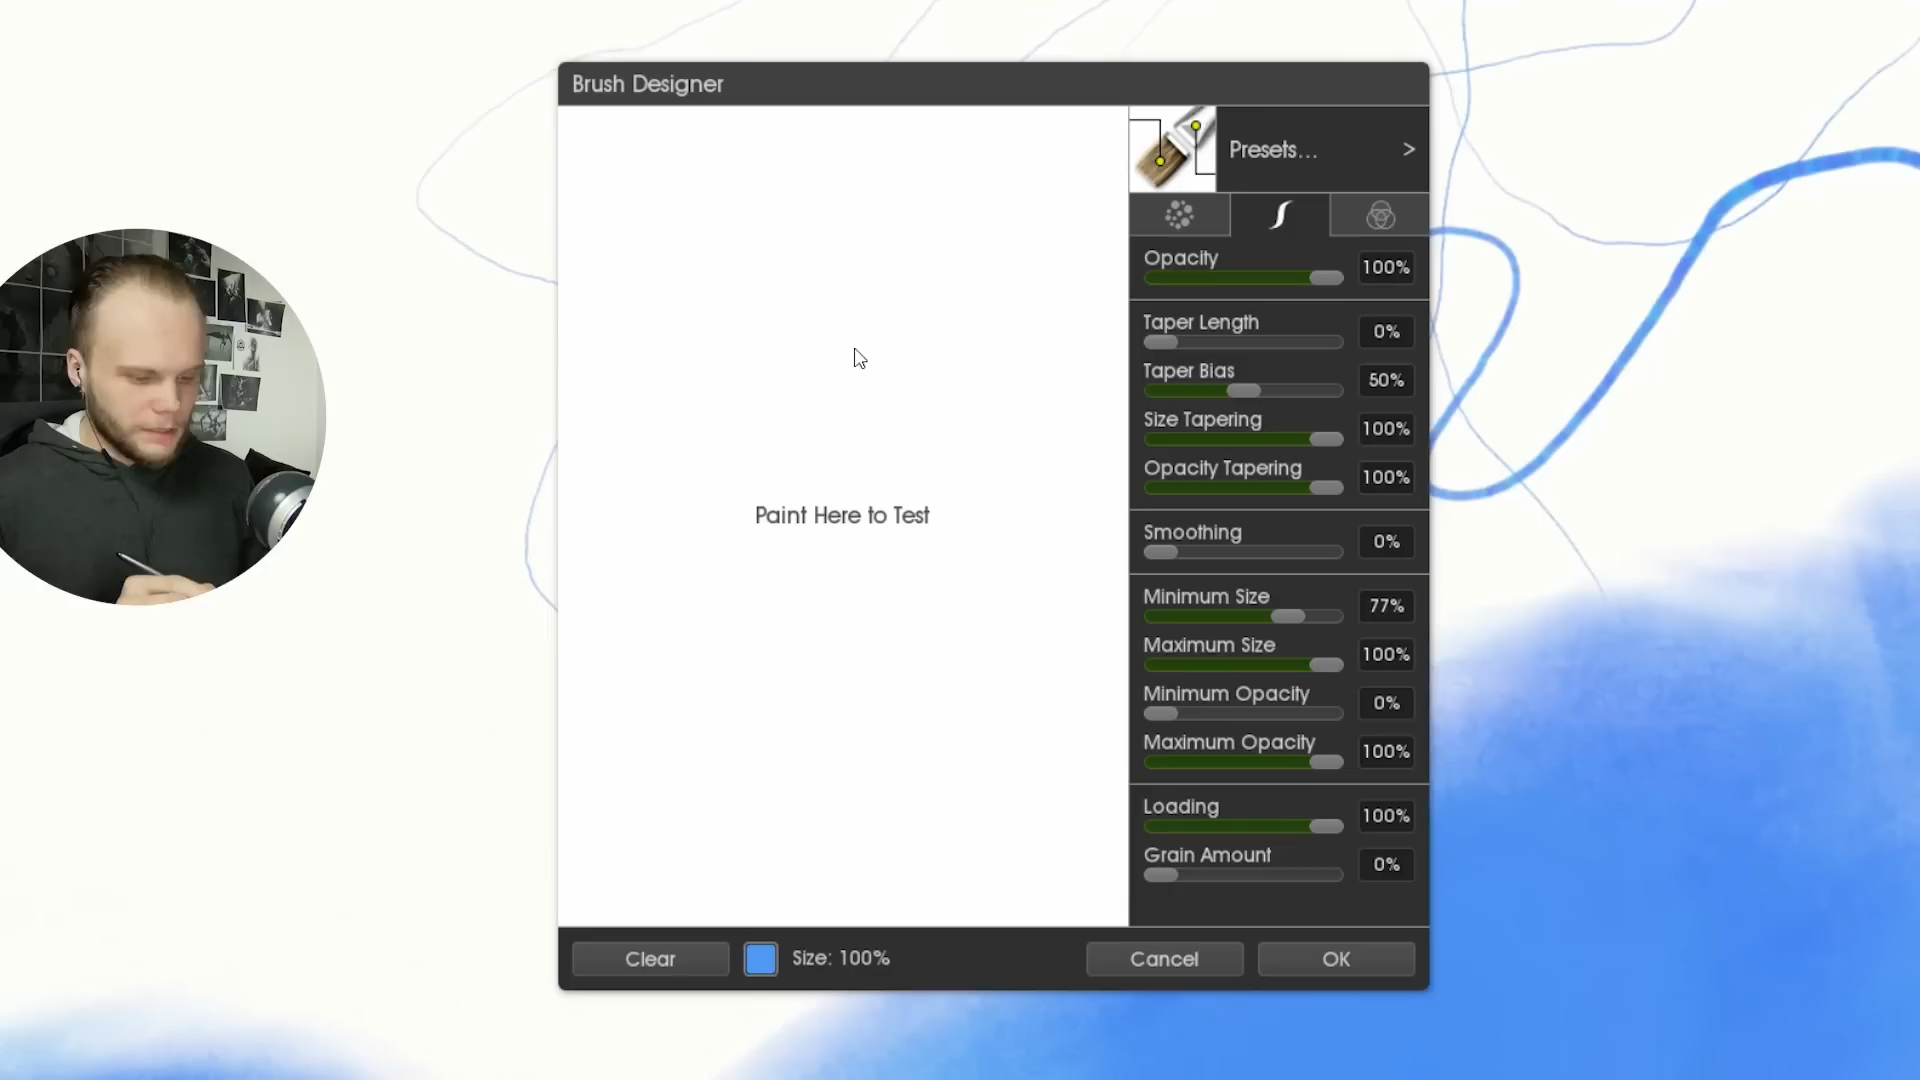 Brush Designer
Presets...
>
Opacity
100%
Taper Length
0%
Taper Bias
50%
Size Tapering
100%
Opacity Tapering
100%
Smoothing
0%
Minimum Size
77%
Maximum Size
100%
Minimum Opacity
0%
Maximum Opacity
100%
Loading
100%
Grain Amount
0%
Paint Here to Test
Clear
Size: 100%
Cancel
OK